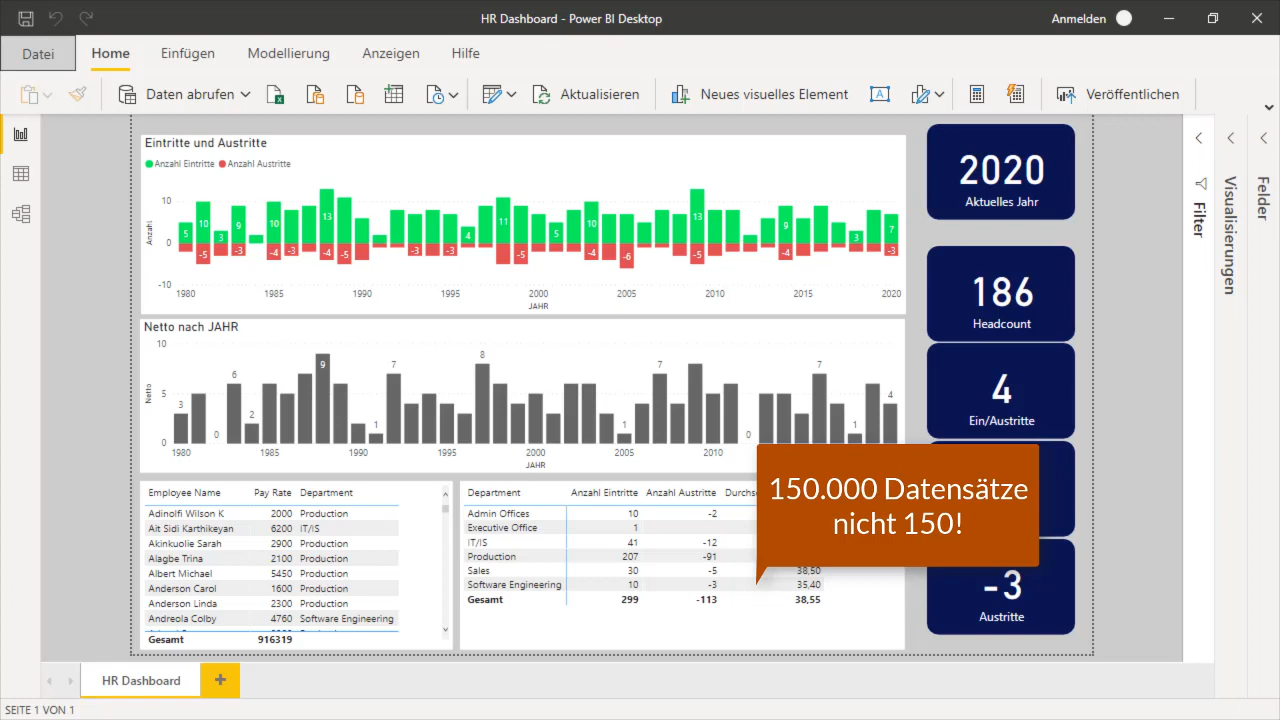 HR Dashboard - Power BI Desktop
Anmelden
Datei
Home
Einfügen
Modellierung
Anzeigen
Hilfe
Daten abrufen
Aktualisieren
Neues visuelles Element
Veröffentlichen
Eintritte und Austritte
Anzahl Eintritte Anzahl Austritte
10
0
-10
Anzahl
5 10 3 9 10 13 4 11 5 10 13 9 3 7
-5 -3 -4 -3 -4 -5 -3 -3 -5 -4 -6 -5 -4 -3
1980 1985 1990 1995 2000 2005 2010 2015 2020
JAHR
Netto nach JAHR
10
5
0
Netto
3 0 6 2 9 1 7 8 1 7 0 7 1 4
1980 1985 1990 1995 2000 2005 2010
JAHR
2020
Aktuelles Jahr
186
Headcount
4
Ein/Austritte
-3
Austritte
150.000 Datensätze
nicht 150!
Employee Name Pay Rate Department
Adinolfi Wilson K 2000 Production
Ait Sidi Karthikeyan 6200 IT/IS
Akinkuolie Sarah 2900 Production
Alagbe Trina 2100 Production
Albert Michael 5450 Production
Anderson Carol 1600 Production
Anderson Linda 2300 Production
Andreola Colby 4760 Software Engineering
Gesamt 916319
Department Anzahl Eintritte Anzahl Austritte Durchs
Admin Offices 10 -2
Executive Office 1
IT/IS 41 -12
Production 207 -91
Sales 30 -5 38,50
Software Engineering 10 -3 35,40
Gesamt 299 -113 38,55
Filter
Visualisierungen
Felder
HR Dashboard
SEITE 1 VON 1